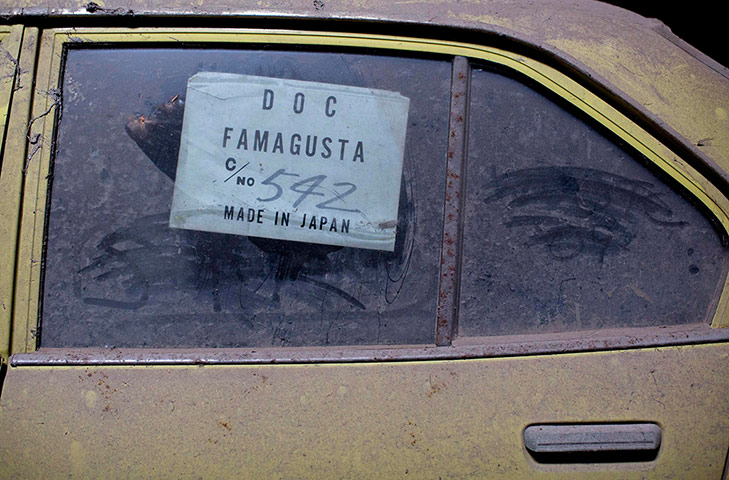 DOC
FAMAGUSTA
C/NO 542
MADE IN JAPAN